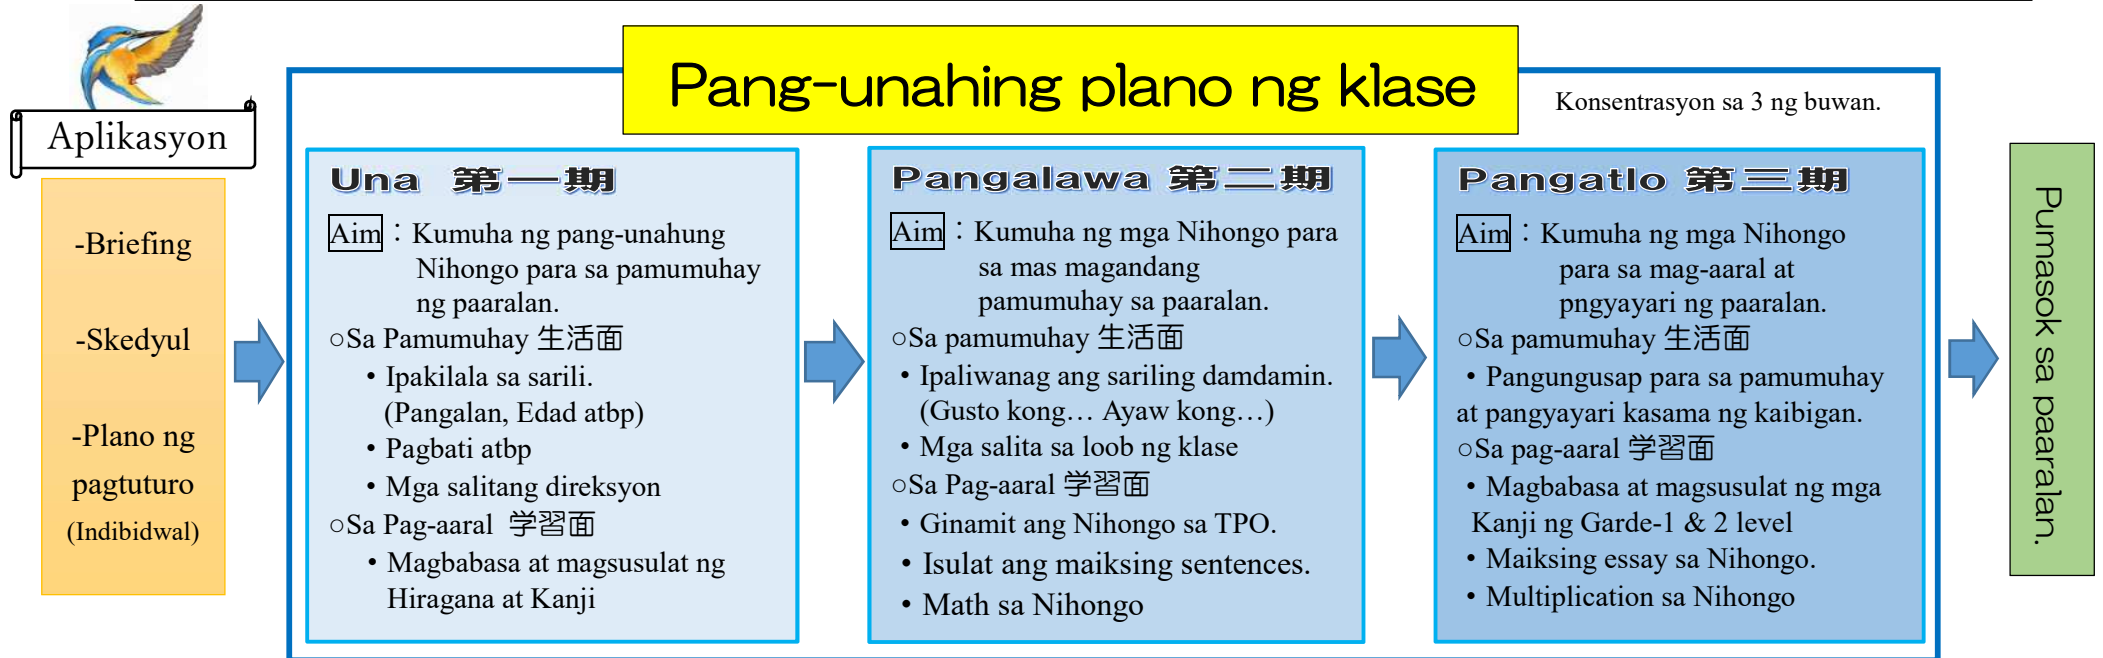 Pang-unahing plano ng klase
Konsentrasyon sa 3 ng buwan.
Aplikasyon
-Briefing
-Skedyul
-Plano ng
pagtuturo
(Indibidwal)
Una 第一期
Aim：Kumuha ng pang-unahung
Nihongo para sa pamumuhay
ng paaralan.
○Sa Pamumuhay 生活面
・Ipakilala sa sarili.
(Pangalan, Edad atbp)
・Pagbati atbp
・Mga salitang direksyon
○Sa Pag-aaral 学習面
・Magbabasa at magsusulat ng
Hiragana at Kanji
Pangalawa 第二期
Aim：Kumuha ng mga Nihongo para
sa mas magandang
pamumuhay sa paaralan.
○Sa pamumuhay 生活面
・Ipaliwanag ang sariling damdamin.
(Gusto kong… Ayaw kong…)
・Mga salita sa loob ng klase
○Sa Pag-aaral 学習面
・Ginamit ang Nihongo sa TPO.
・Isulat ang maiksing sentences.
・Math sa Nihongo
Pangatlo 第三期
Aim：Kumuha ng mga Nihongo
para sa mag-aaral at
pngyayari ng paaralan.
○Sa pamumuhay 生活面
・Pangungusap para sa pamumuhay
at pangyayari kasama ng kaibigan.
○Sa pag-aaral 学習面
・Magbabasa at magsusulat ng mga
Kanji ng Garde-1 & 2 level
・Maiksing essay sa Nihongo.
・Multiplication sa Nihongo
Pumasok sa paaralan.